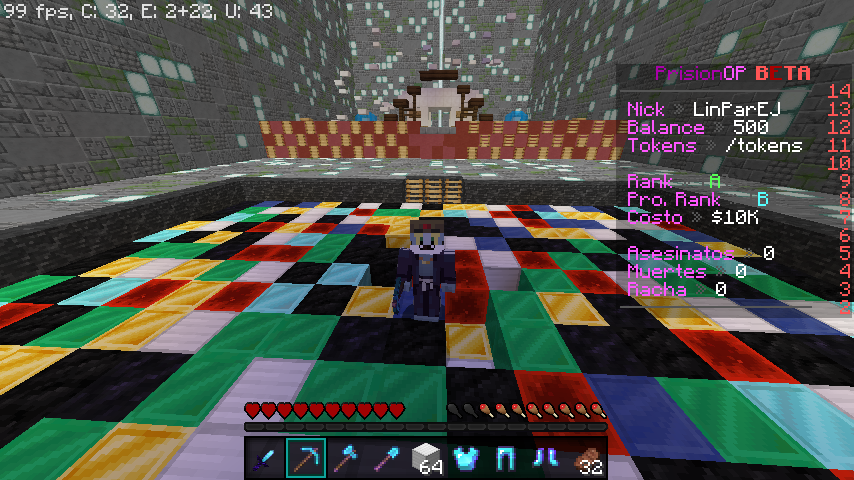 99 fps, C: 32, E: 2+22, U: 43
PrisionOP BETA
14
Nick » LinParEJ 13
Balance » 500 12
Tokens » /tokens 11
10
Rank » A 9
Pro. Rank B 8
Costo » $10K 7
6
Asesinatos » 0 5
Muertes » 0 4
Racha » 0 3
2
64
32